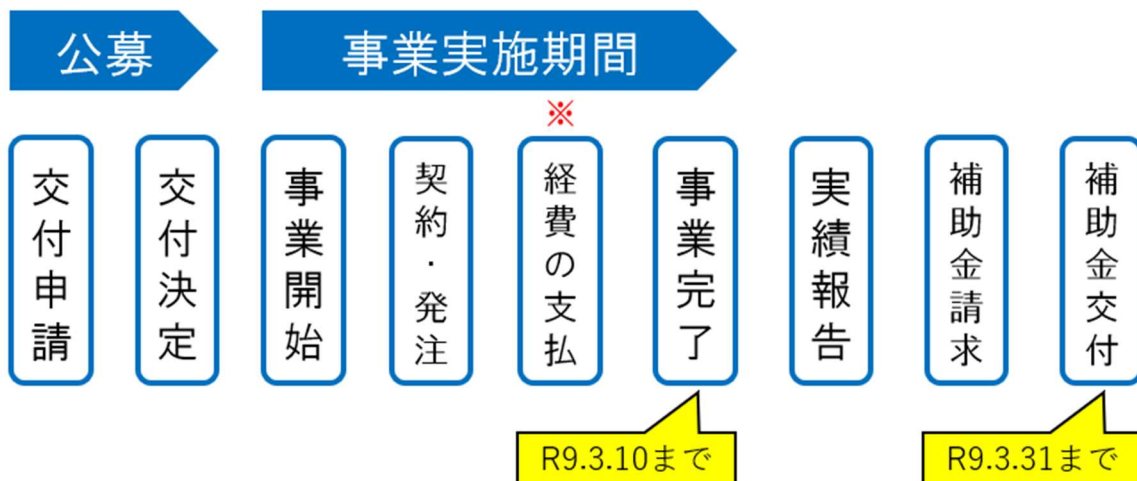 公募
事業実施期間
※
交付申請
交付決定
事業開始
契約・発注
経費の支払
事業完了
実績報告
補助金請求
補助金交付
R9.3.10まで
R9.3.31まで